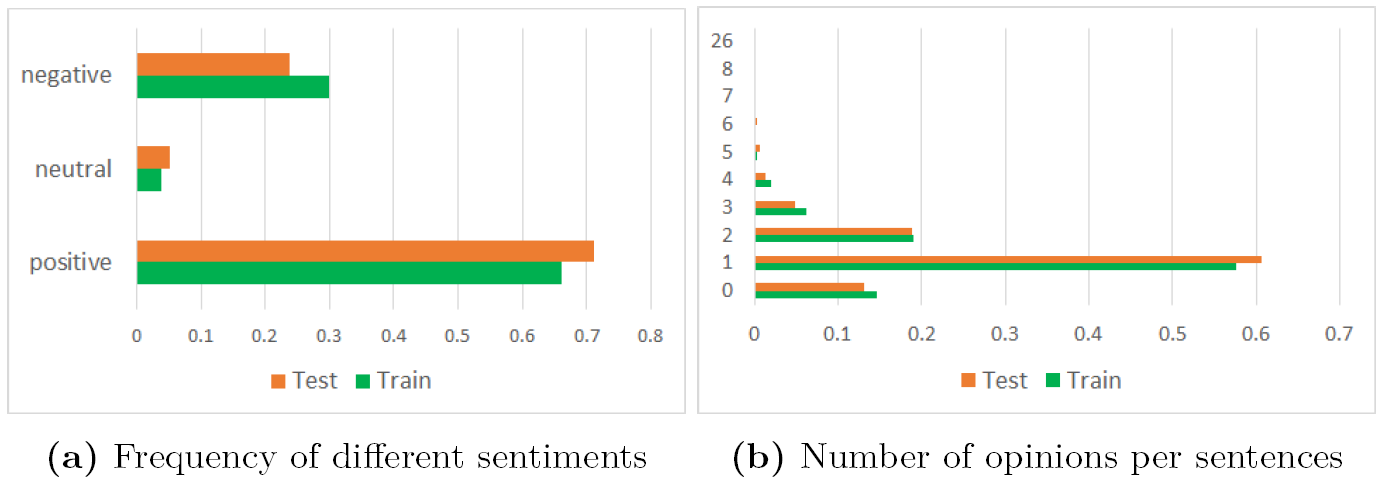 negative
neutral
positive
0 0.1 0.2 0.3 0.4 0.5 0.6 0.7 0.8
Test Train
(a) Frequency of different sentiments
26
8
7
6
5
4
3
2
1
0
0 0.1 0.2 0.3 0.4 0.5 0.6 0.7
Test Train
(b) Number of opinions per sentences